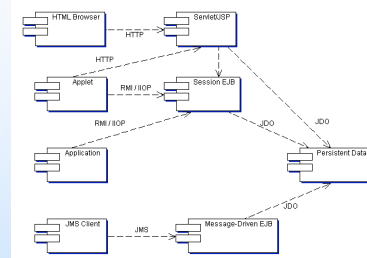 HTML Browser
Servlet/JSP
HTTP
HTTP
Applet
RMI / IIOP
Session EJB
JDO
RMI / IIOP
JDO
Application
Persistent Data
JDO
JMS Client
JMS
Message-Driven EJB